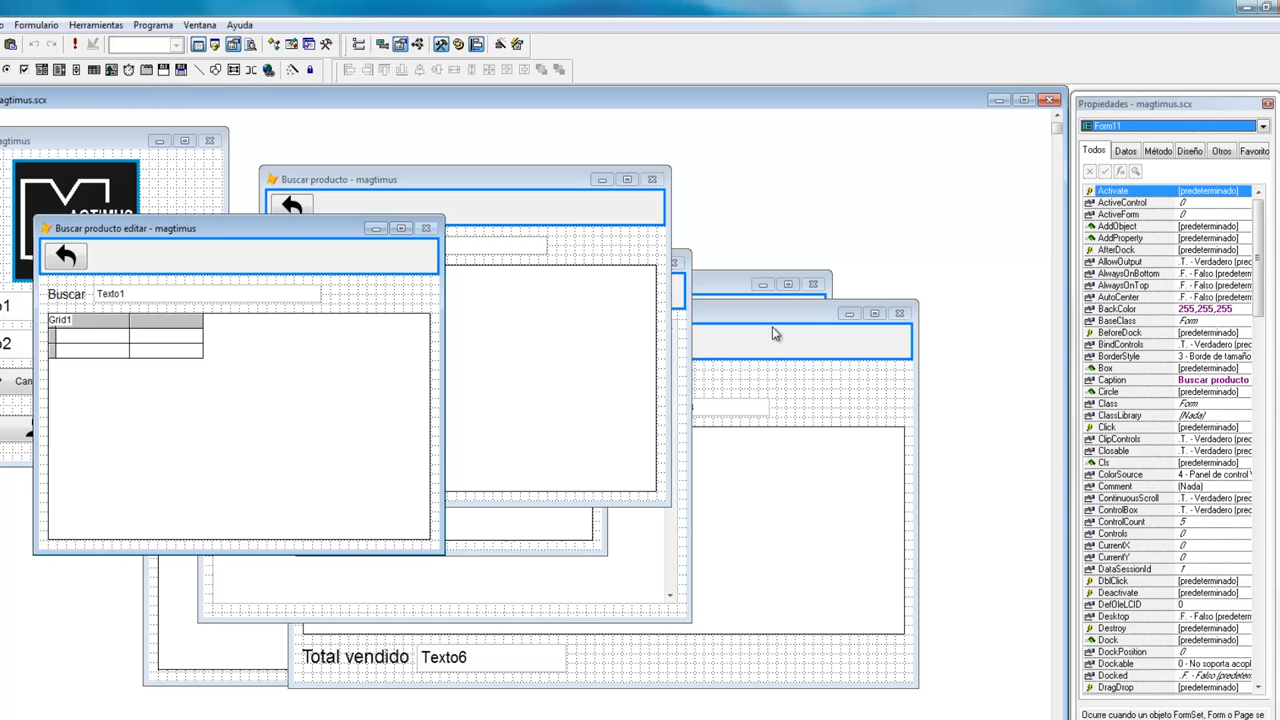 Formulario Herramientas Programa Ventana Ayuda
magtimus.scx
Propiedades - magtimus.scx
Form11
Todos Datos Método Diseño Otros Favorito
Buscar producto - magtimus
Buscar producto editar - magtimus
Buscar Texto1
Grid1
Total vendido Texto6
Activate [predeterminado]
ActiveControl 0
ActiveForm 0
AddObject [predeterminado]
AddProperty [predeterminado]
AfterDock [predeterminado]
AllowOutput .T. - Verdadero (prec
AlwaysOnBottom .F. - Falso (predeterm
AlwaysOnTop .F. - Falso (predeterm
AutoCenter .F. - Falso (predeterm
BackColor 255,255,255
BaseClass Form
BeforeDock [predeterminado]
BindControls .T. - Verdadero (prec
BorderStyle 3 - Borde de tamaño
Box [predeterminado]
Caption Buscar producto
Circle [predeterminado]
Class Form
ClassLibrary (Nada)
Click [predeterminado]
ClipControls .T. - Verdadero (prec
Closable .T. - Verdadero (prec
Cls [predeterminado]
ColorSource 4 - Panel de control
Comment (Nada)
ContinuousScroll .T. - Verdadero (prec
ControlBox .T. - Verdadero (prec
ControlCount 5
Controls 0
CurrentX 0
CurrentY 0
DataSessionId 1
DblClick [predeterminado]
Deactivate [predeterminado]
DefOleLCID 0
Desktop .F. - Falso (predeterm
Destroy [predeterminado]
Dock [predeterminado]
DockPosition 0
Dockable 0 - No soporta acopl
Docked .F. - Falso (predeterm
DragDrop [predeterminado]
Ocurre cuando un objeto FormSet, Form o Page se